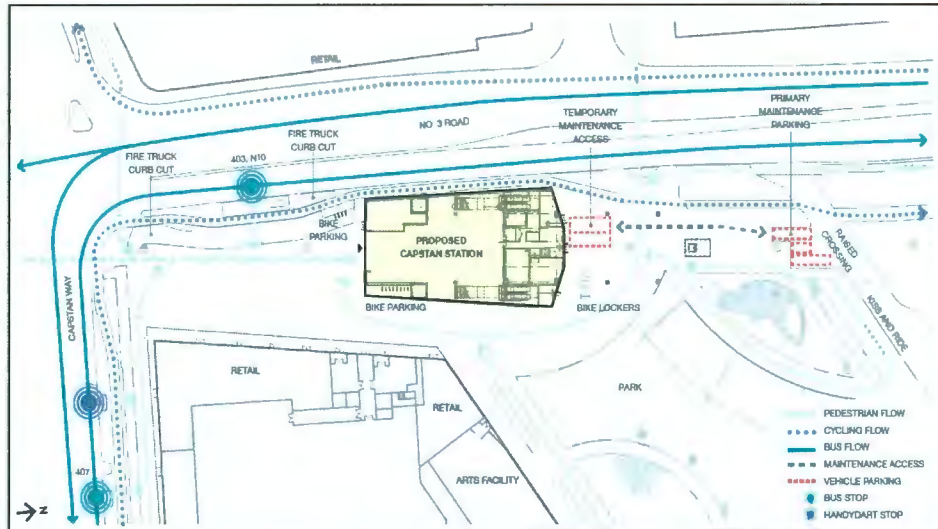 RETAIL
NO 3 ROAD
TEMPORARY
MAINTENANCE
ACCESS
PRIMARY
MAINTENANCE
PARKING
FIRE TRUCK
CURB CUT
403, N10
FIRE TRUCK
CURB CUT
BIKE
PARKING
PROPOSED
CAPSTAN STATION
RAISED
CROSSING
CAPSTAN WAY
BIKE PARKING
BIKE LOCKERS
KISS AND RIDE
RETAIL
RETAIL
PARK
ARTS FACILITY
407
PEDESTRIAN FLOW
CYCLING FLOW
BUS FLOW
MAINTENANCE ACCESS
VEHICLE PARKING
BUS STOP
HANDYDART STOP
Z